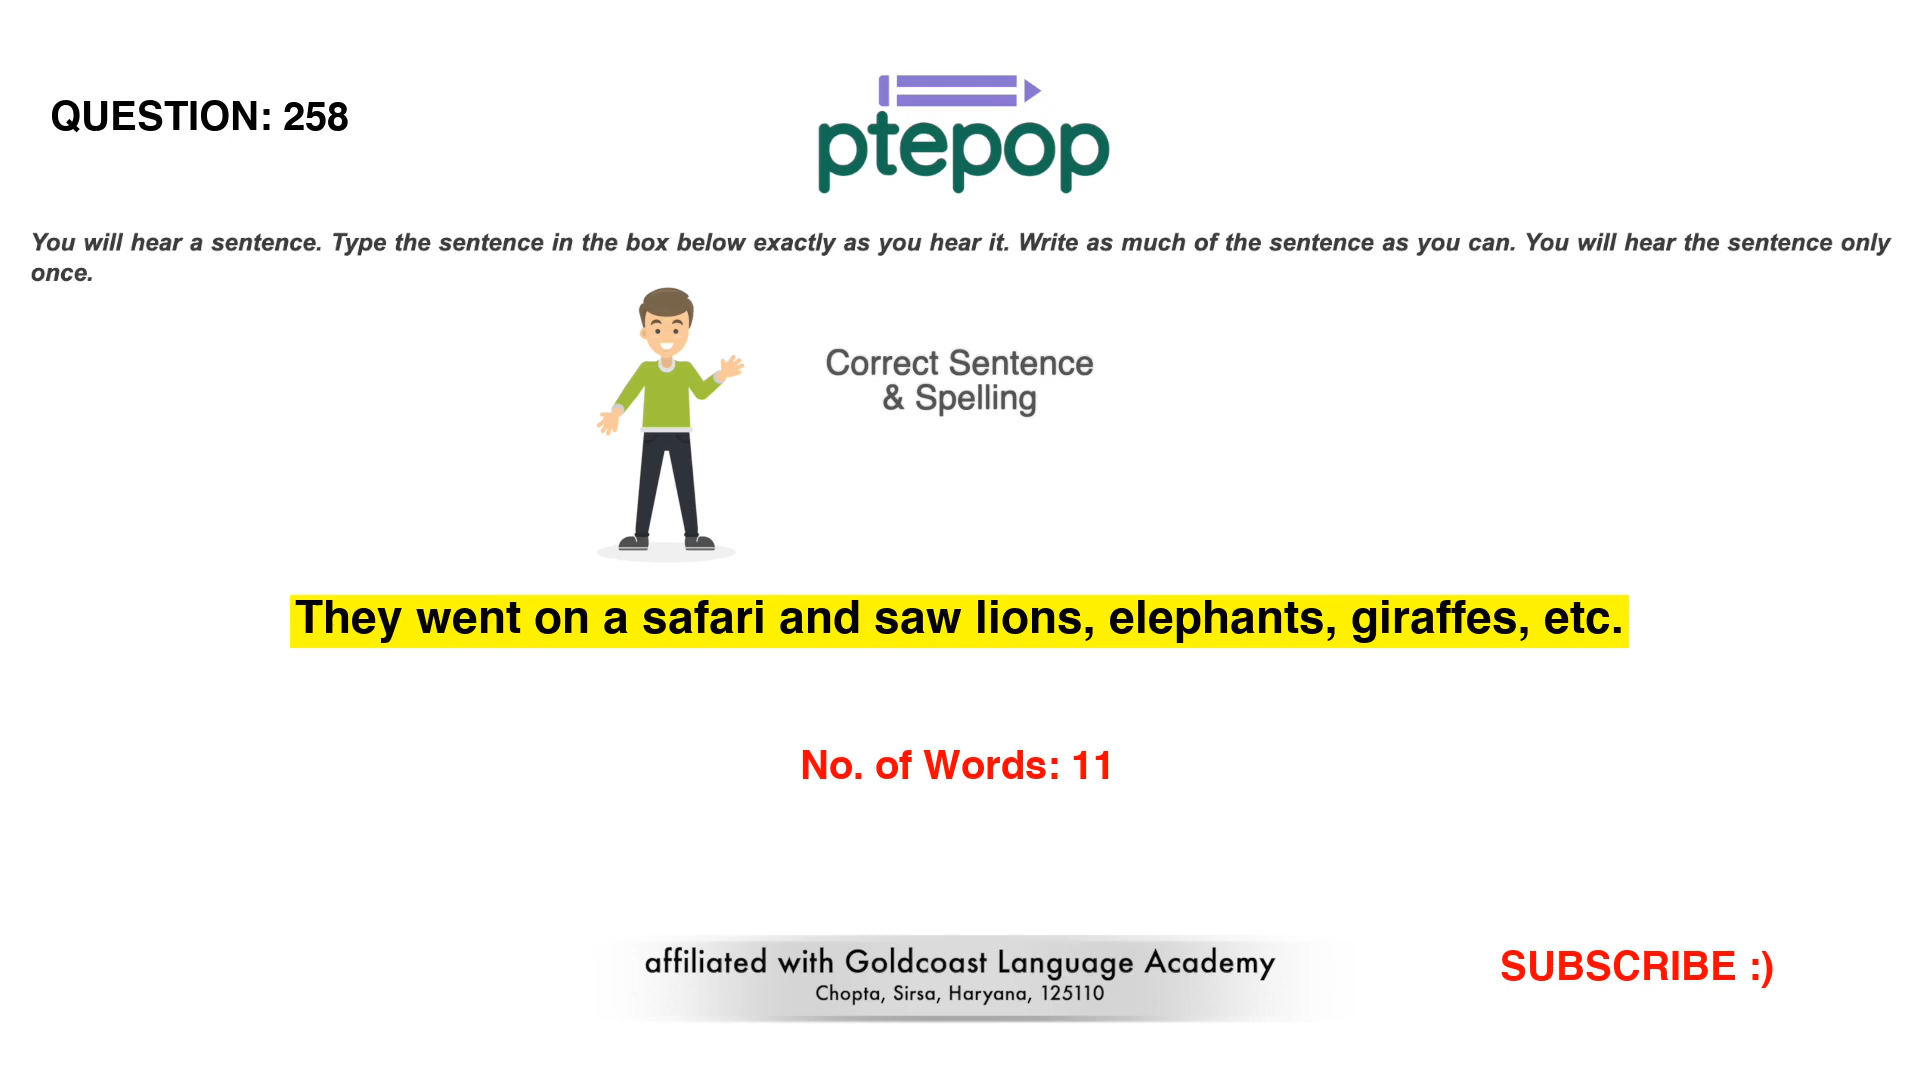 QUESTION: 258
ptepop
You will hear a sentence. Type the sentence in the box below exactly as you hear it. Write as much of the sentence as you can. You will hear the sentence only
once.
Correct Sentence
& Spelling
They went on a safari and saw lions, elephants, giraffes, etc.
No. of Words: 11
affiliated with Goldcoast Language Academy
Chopta, Sirsa, Haryana, 125110
SUBSCRIBE :)